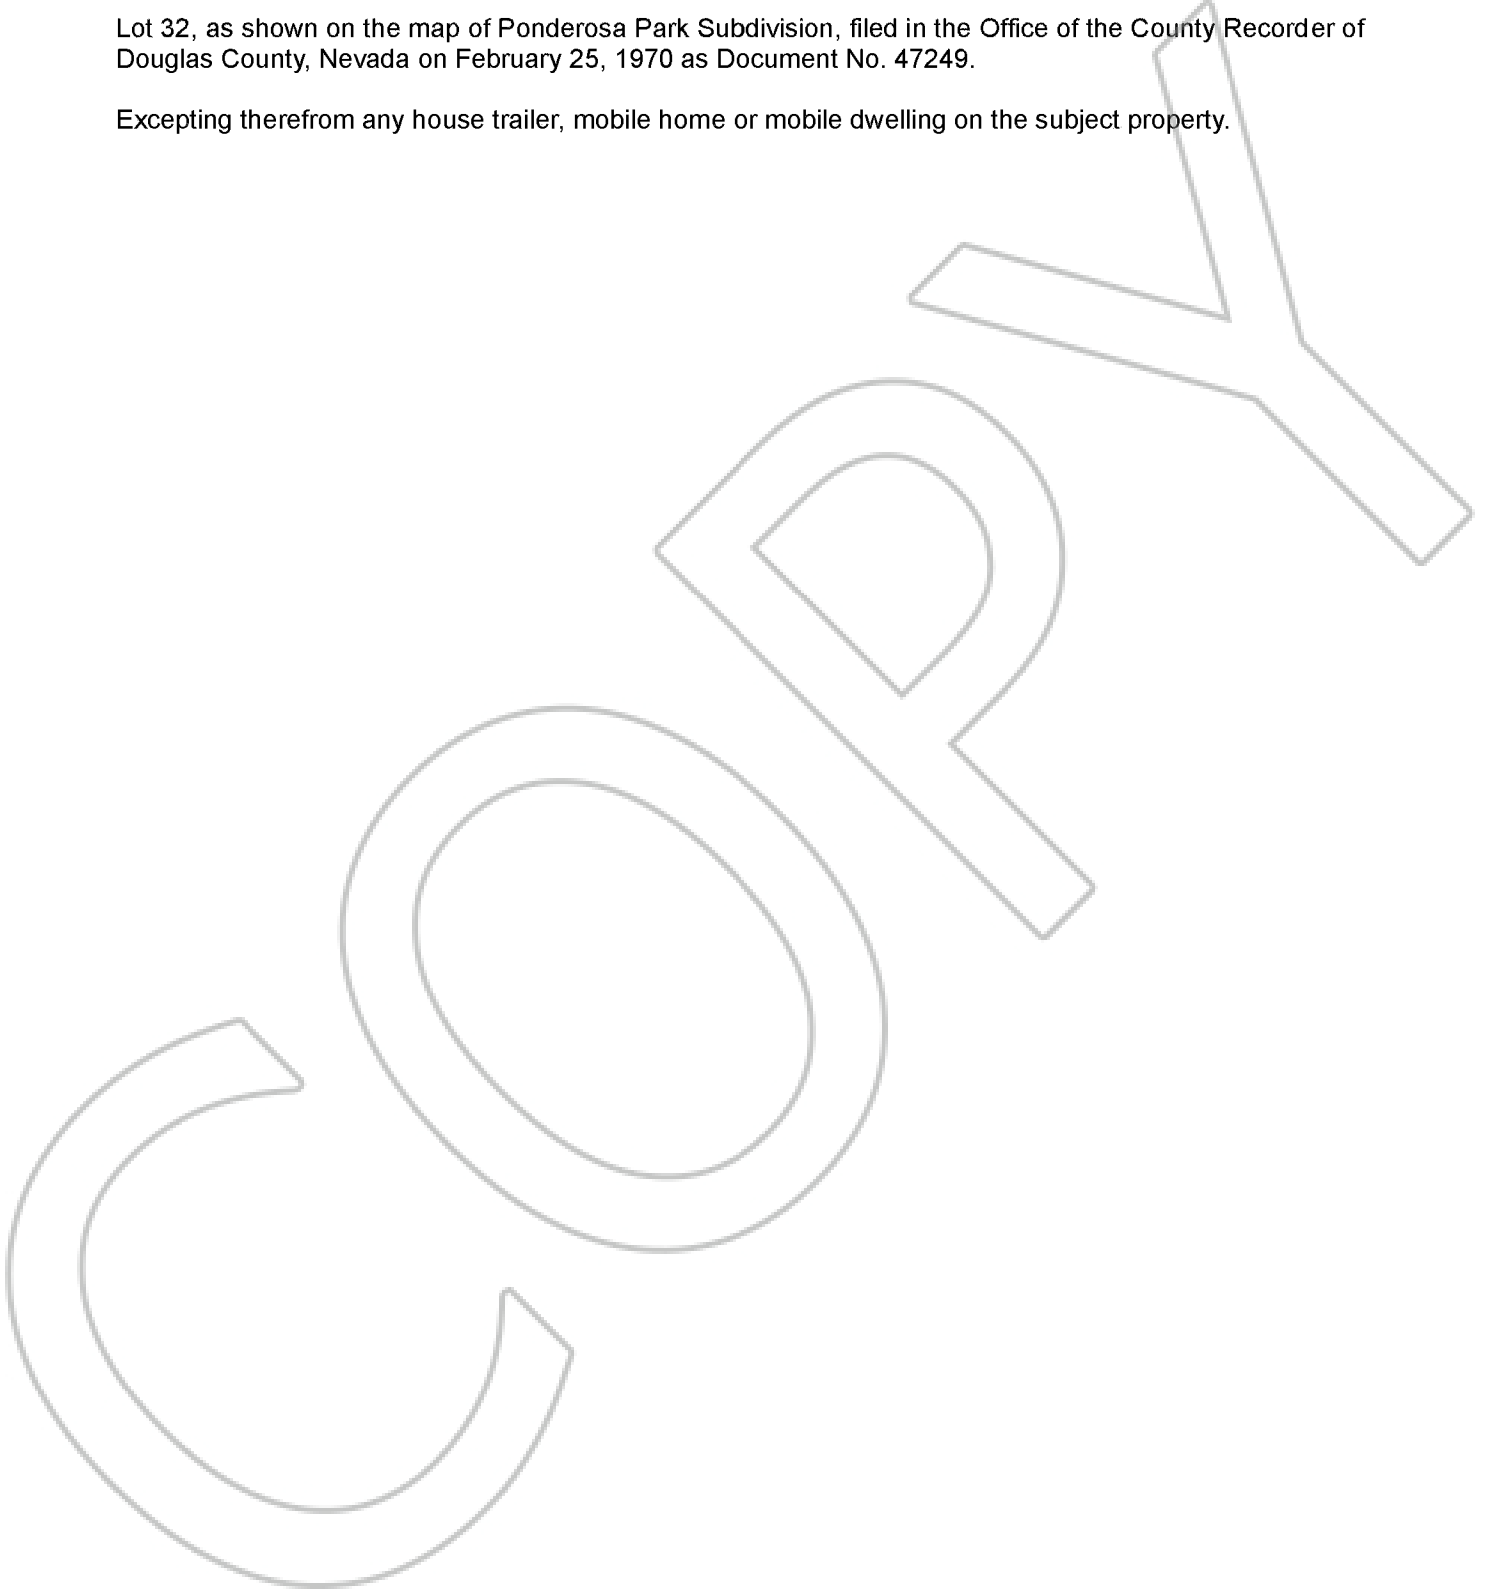 Lot 32, as shown on the map of Ponderosa Park Subdivision, filed in the Office of the County Recorder of
Douglas County, Nevada on February 25, 1970 as Document No. 47249.
Excepting therefrom any house trailer, mobile home or mobile dwelling on the subject property.
COPY